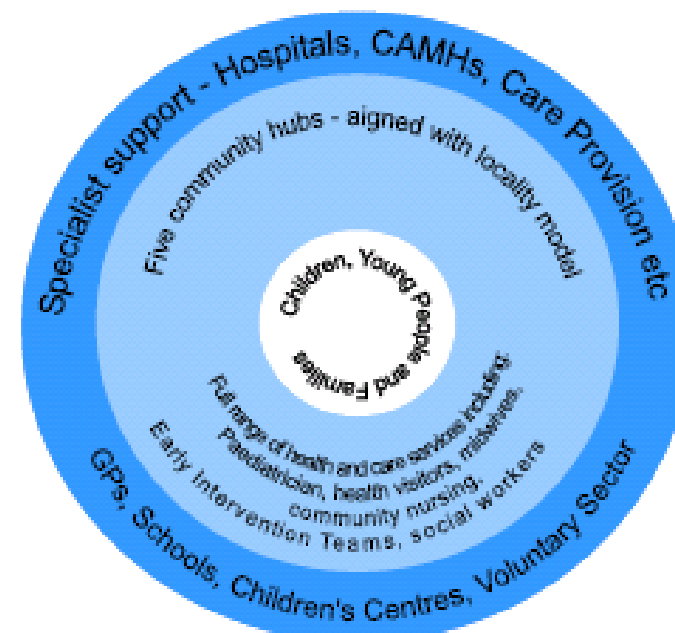 Specialist support - Hospitals, CAMHs, Care Provision etc
Five community hubs - aigned with locality model
Children, Young People and Families
Full range of health and care services including:
Paediatrician, health visitors, midwives,
community nursing,
Early Intervention Teams, social workers
GPs, Schools, Children's Centres, Voluntary Sector